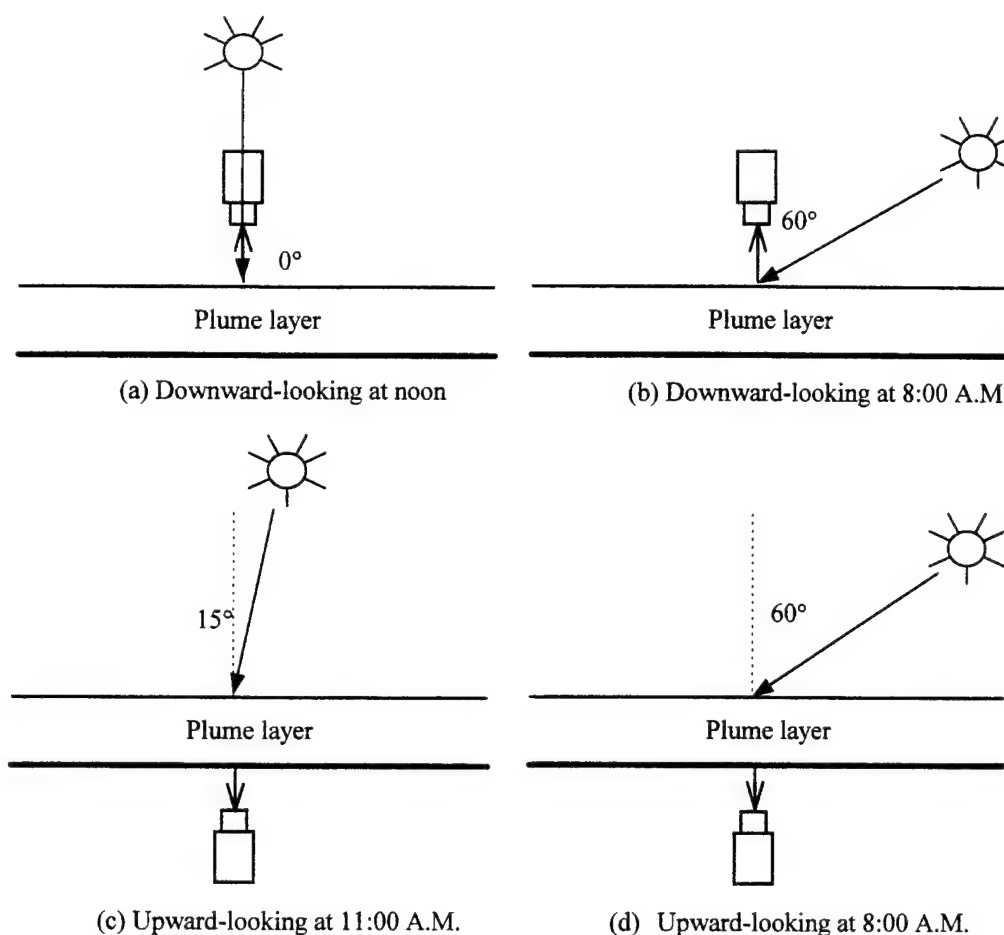 0°
60°
Plume layer
Plume layer
(a) Downward-looking at noon
(b) Downward-looking at 8:00 A.M
15°
60°
Plume layer
Plume layer
(c) Upward-looking at 11:00 A.M.
(d) Upward-looking at 8:00 A.M.